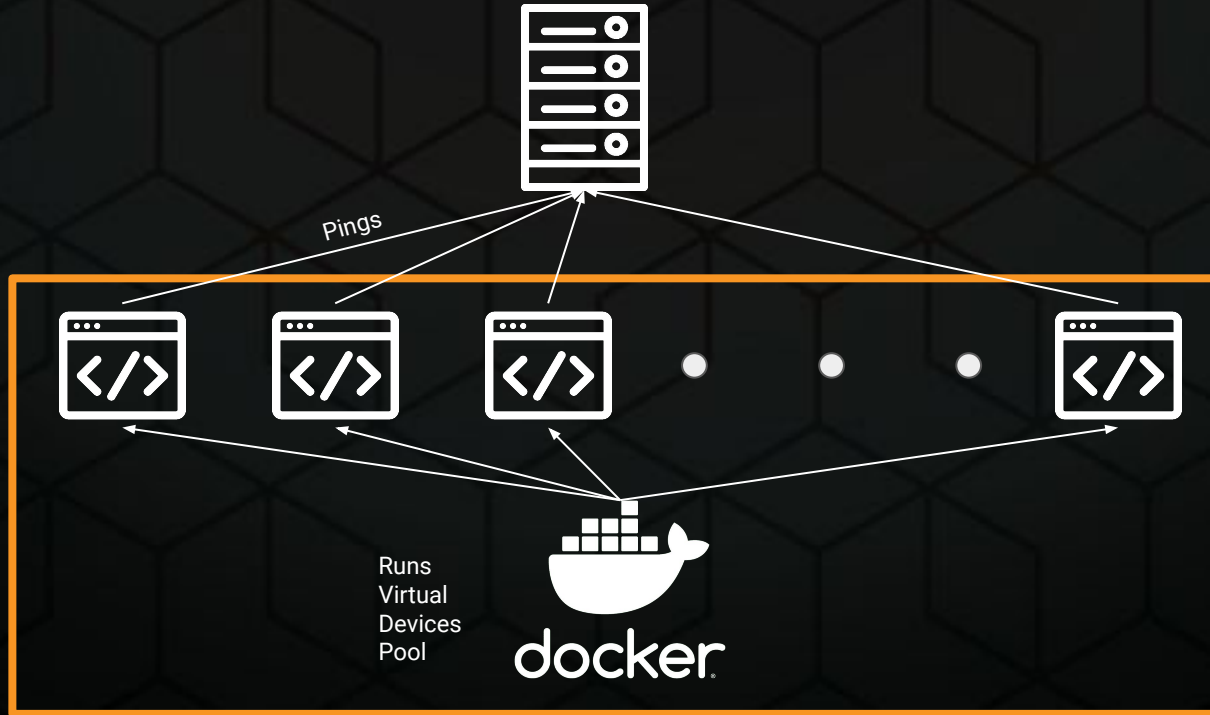 Pings
</>
</>
</>
</>
Runs
Virtual
Devices
Pool
docker